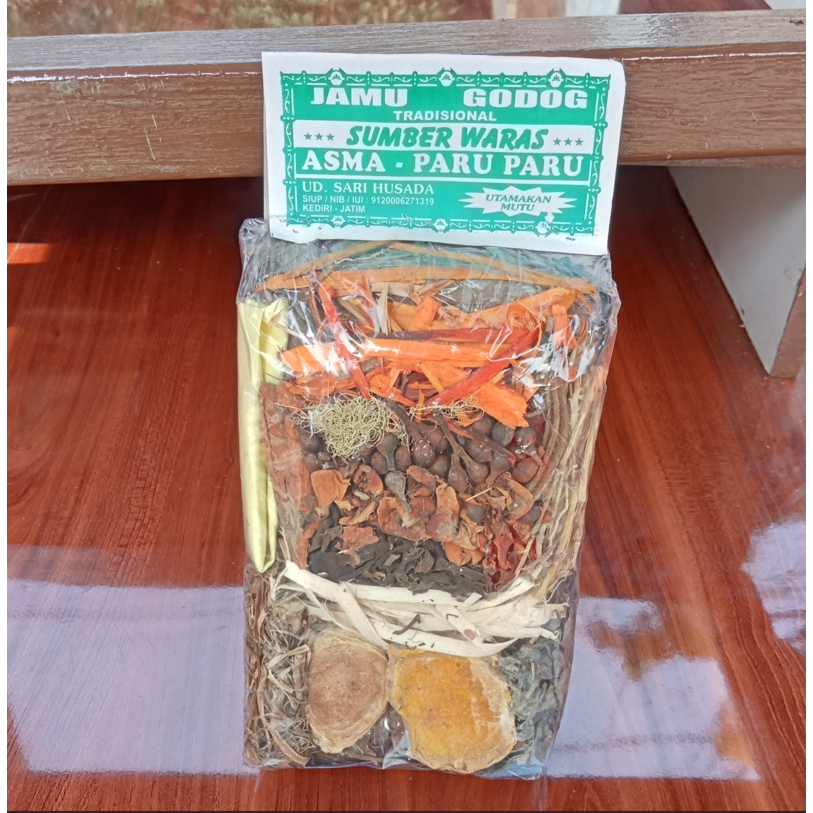 JAMU GODOG
TRADISIONAL
SUMBER WARAS
ASMA - PARU PARU
UD. SARI HUSADA
SIUP / NIB / IUI : 9120006271319
KEDIRI - JATIM
UTAMAKAN
MUTU